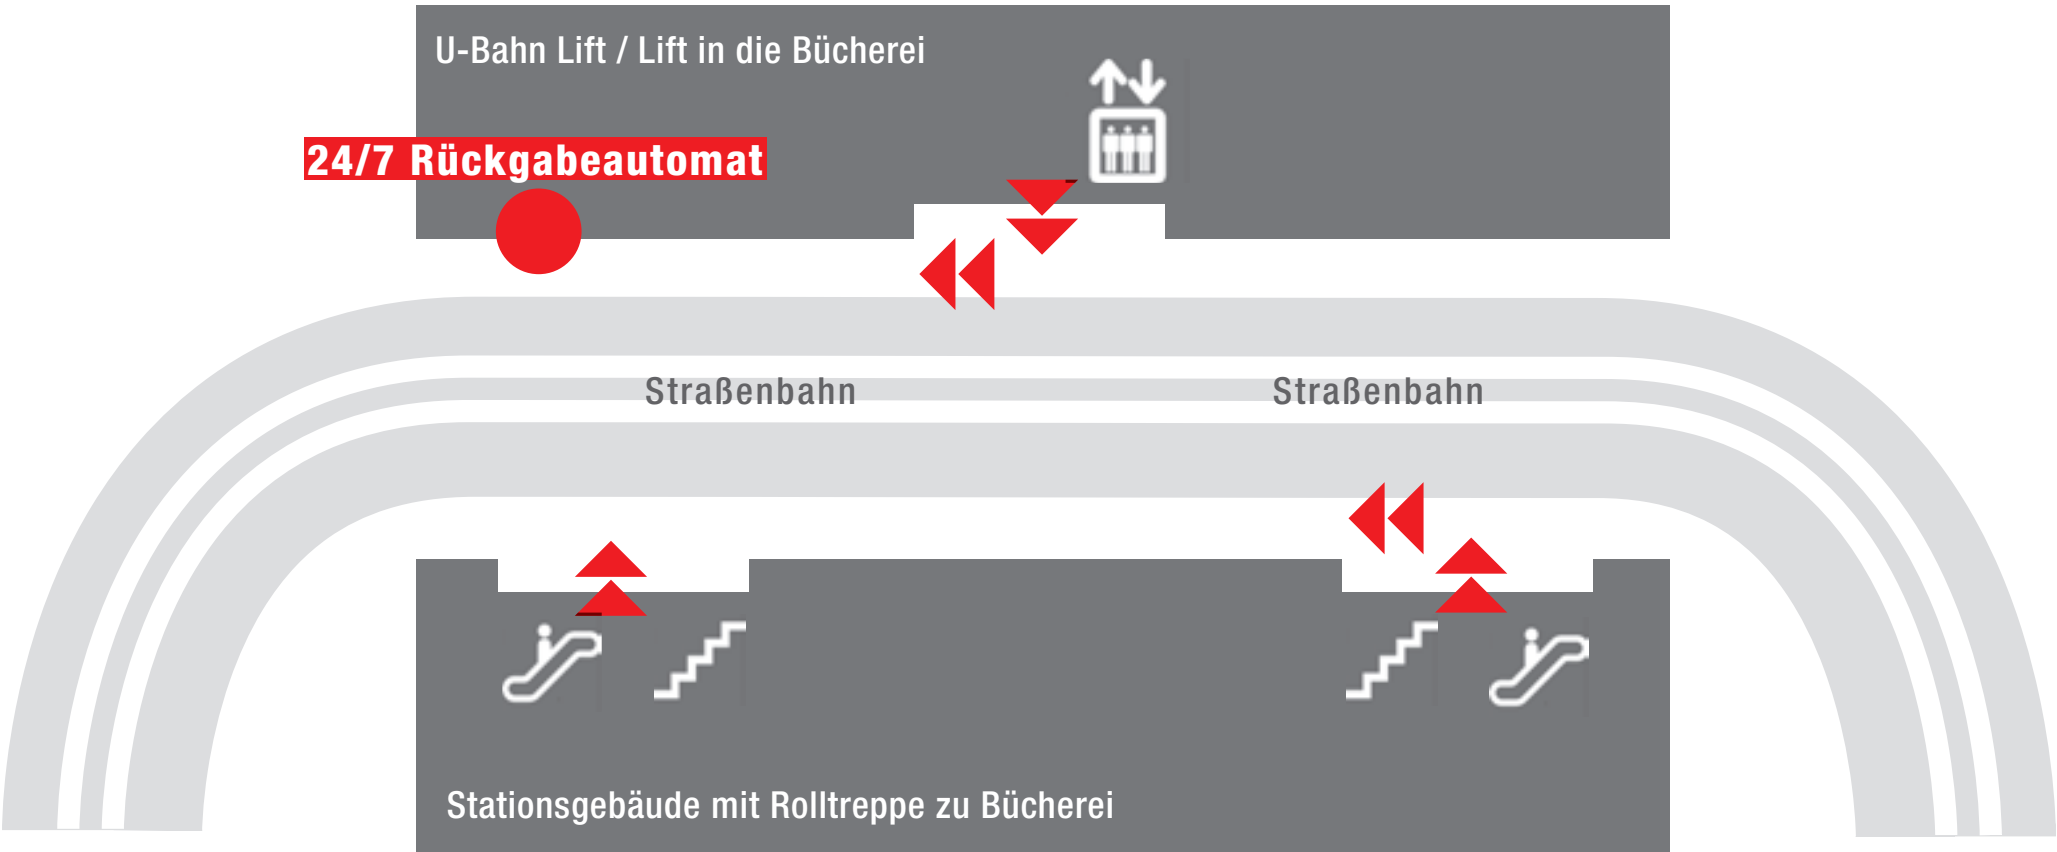 U-Bahn Lift / Lift in die Bücherei
24/7 Rückgabeautomat
Straßenbahn
Straßenbahn
Stationsgebäude mit Rolltreppe zu Bücherei